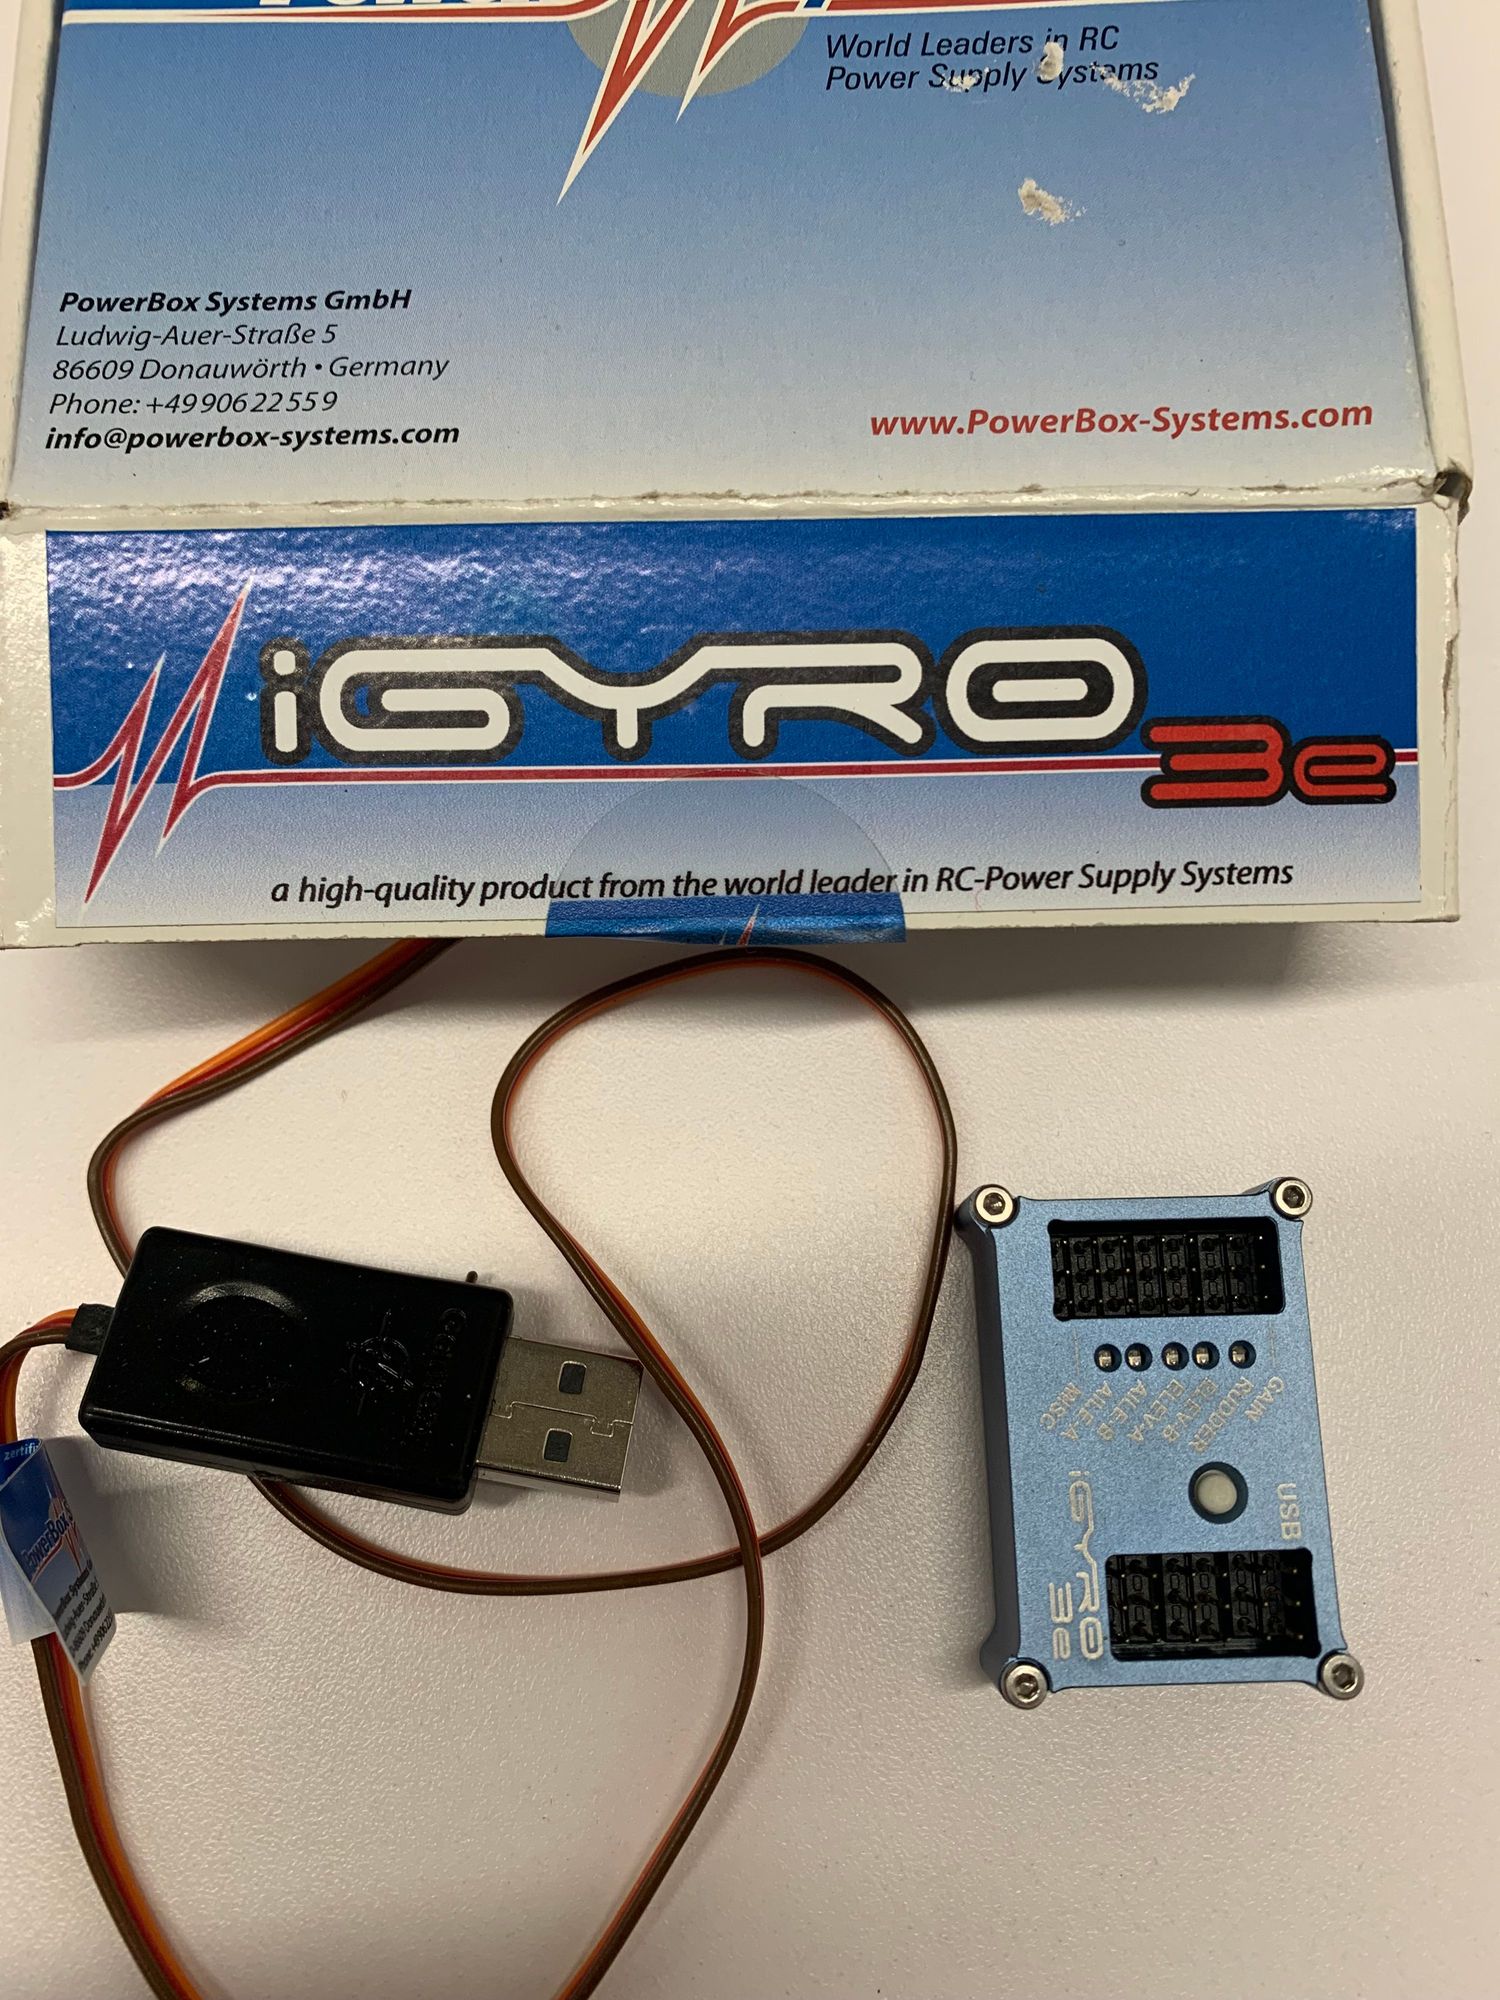 World Leaders in RC
Power Supply Systems
PowerBox Systems GmbH
Ludwig-Auer-Straße 5
86609 Donauwörth • Germany
Phone: +49 906 22 55 9
info@powerbox-systems.com
www.PowerBox-Systems.com
iGYRO 3e
a high-quality product from the world leader in RC-Power Supply Systems
GAIN
RUDDER
ELEV-B
ELEV-A
AILE-B
AILE-A
MISC
USB
iGYRO
3e